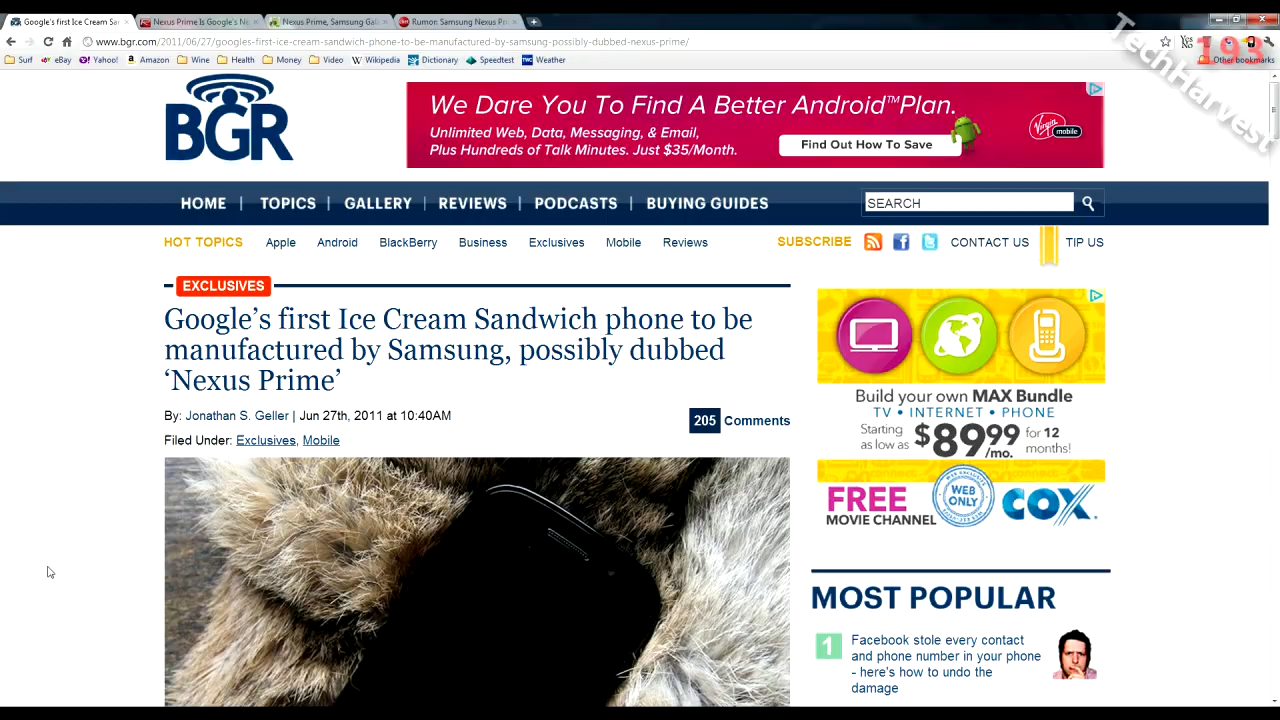 Google's first Ice Cream Sa
Nexus Prime Is Google's Ne
Nexus Prime, Samsung Gal
Rumor: Samsung Nexus Pr
www.bgr.com/2011/06/27/googles-first-ice-cream-sandwich-phone-to-be-manufactured-by-samsung-possibly-dubbed-nexus-prime/
Surf
eBay
Yahoo!
Amazon
Wine
Health
Money
Video
Wikipedia
Dictionary
Speedtest
Weather
Other bookmarks
193
TechHarvest
BGR
We Dare You To Find A Better Android™Plan.
Unlimited Web, Data, Messaging, & Email,
Plus Hundreds of Talk Minutes. Just $35/Month.
Find Out How To Save
Virgin mobile
HOME | TOPICS | GALLERY | REVIEWS | PODCASTS | BUYING GUIDES
SEARCH
HOT TOPICS Apple Android BlackBerry Business Exclusives Mobile Reviews
SUBSCRIBE CONTACT US TIP US
EXCLUSIVES
Google's first Ice Cream Sandwich phone to be
manufactured by Samsung, possibly dubbed
‘Nexus Prime’
By: Jonathan S. Geller | Jun 27th, 2011 at 10:40AM
205 Comments
Filed Under: Exclusives, Mobile
Build your own MAX Bundle
TV • INTERNET • PHONE
Starting
as low as $89.99/mo. for 12
months!
FREE
MOVIE CHANNEL
WEB
ONLY
COX
MOST POPULAR
1
Facebook stole every contact
and phone number in your phone
- here's how to undo the
damage